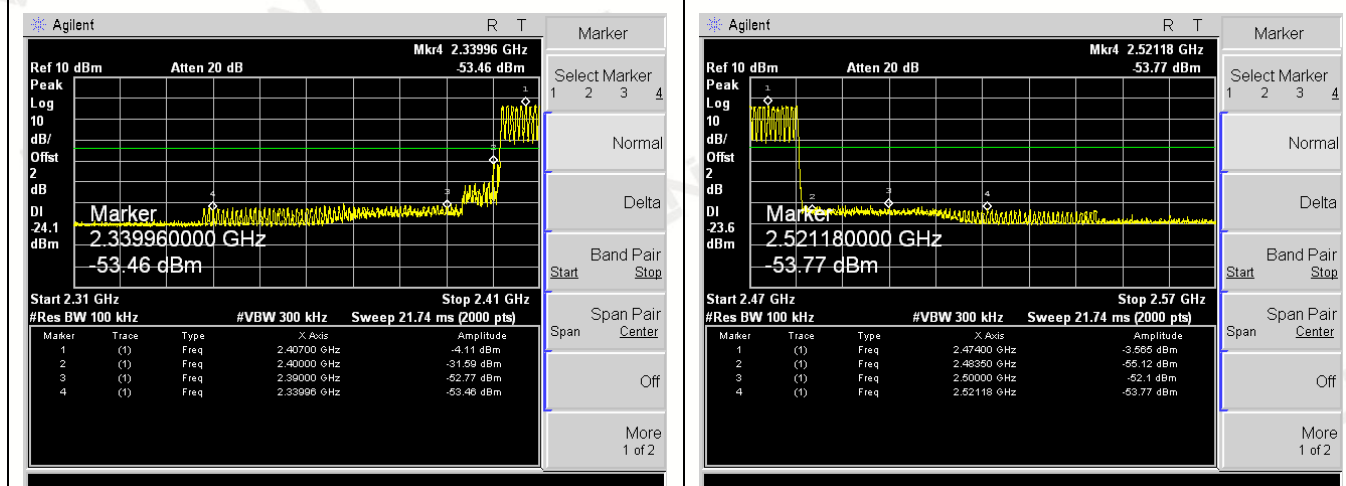 Agilent R T
Mkr4 2.33996 GHz
Ref 10 dBm Atten 20 dB -53.46 dBm
Peak
Log
10
dB/
Offst
2
dB
DI
-24.1
dBm
1
2
3
4
Marker
2.339960000 GHz
-53.46 dBm
Start 2.31 GHz Stop 2.41 GHz
#Res BW 100 kHz #VBW 300 kHz Sweep 21.74 ms (2000 pts)
Marker Trace Type X Axis Amplitude
1 (1) Freq 2.40700 GHz -4.11 dBm
2 (1) Freq 2.40000 GHz -31.59 dBm
3 (1) Freq 2.39000 GHz -52.77 dBm
4 (1) Freq 2.33996 GHz -53.46 dBm
Marker
Select Marker
1 2 3 4
Normal
Delta
Band Pair
Start Stop
Span Pair
Span Center
Off
More
1 of 2
Agilent R T
Mkr4 2.52118 GHz
Ref 10 dBm Atten 20 dB -53.77 dBm
Peak
Log
10
dB/
Offst
2
dB
DI
-23.6
dBm
1
2
3
4
Marker
2.521180000 GHz
-53.77 dBm
Start 2.47 GHz Stop 2.57 GHz
#Res BW 100 kHz #VBW 300 kHz Sweep 21.74 ms (2000 pts)
Marker Trace Type X Axis Amplitude
1 (1) Freq 2.47400 GHz -3.565 dBm
2 (1) Freq 2.48350 GHz -55.12 dBm
3 (1) Freq 2.50000 GHz -52.1 dBm
4 (1) Freq 2.52118 GHz -53.77 dBm
Marker
Select Marker
1 2 3 4
Normal
Delta
Band Pair
Start Stop
Span Pair
Span Center
Off
More
1 of 2